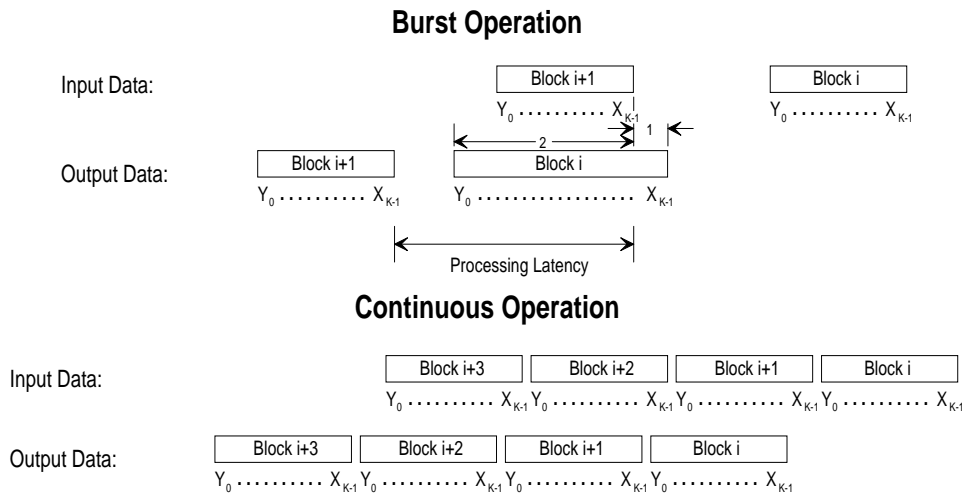 Burst Operation
Input Data: Block i+1 Block i
Y0 .......... XK-1 Y0 .......... XK-1
1
2
Output Data: Block i+1 Block i
Y0 .......... XK-1 Y0 .................. XK-1
Processing Latency
Continuous Operation
Input Data: Block i+3 Block i+2 Block i+1 Block i
Y0 .......... XK-1 Y0 .......... XK-1 Y0 .......... XK-1 Y0 .......... XK-1
Output Data: Block i+3 Block i+2 Block i+1 Block i
Y0 .......... XK-1 Y0 .......... XK-1 Y0 .......... XK-1 Y0 .......... XK-1